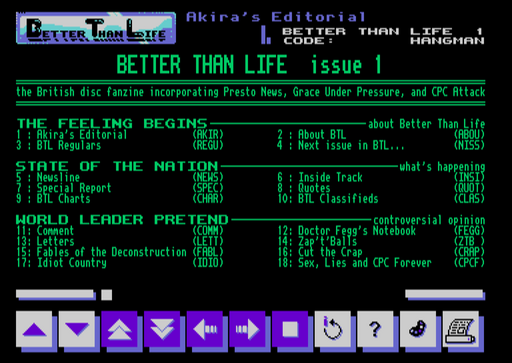 BETTER THAN LIFE
Akira's Editorial
BETTER THAN LIFE 1
CODE: HANGMAN
BETTER THAN LIFE issue 1
the British disc fanzine incorporating Presto News, Grace Under Pressure, and CPC Attack
THE FEELING BEGINS about Better Than Life
1 : Akira's Editorial (AKIR) 2 : About BTL (ABOU)
3 : BTL Regulars (REGU) 4 : Next issue in BTL... (NISS)
STATE OF THE NATION what's happening
5 : Newsline (NEWS) 6 : Inside Track (INSI)
7 : Special Report (SPEC) 8 : Quotes (QUOT)
9 : BTL Charts (CHAR) 10: BTL Classifieds (CLAS)
WORLD LEADER PRETEND controversial opinion
11: Comment (COMM) 12: Doctor Fegg's Notebook (FEGG)
13: Letters (LETT) 14: Zap't'Balls (ZTB )
15: Fables of the Deconstruction (FABL) 16: Cut the Crap (CRAP)
17: Idiot Country (IDIO) 18: Sex, Lies and CPC Forever (CPCF)
?